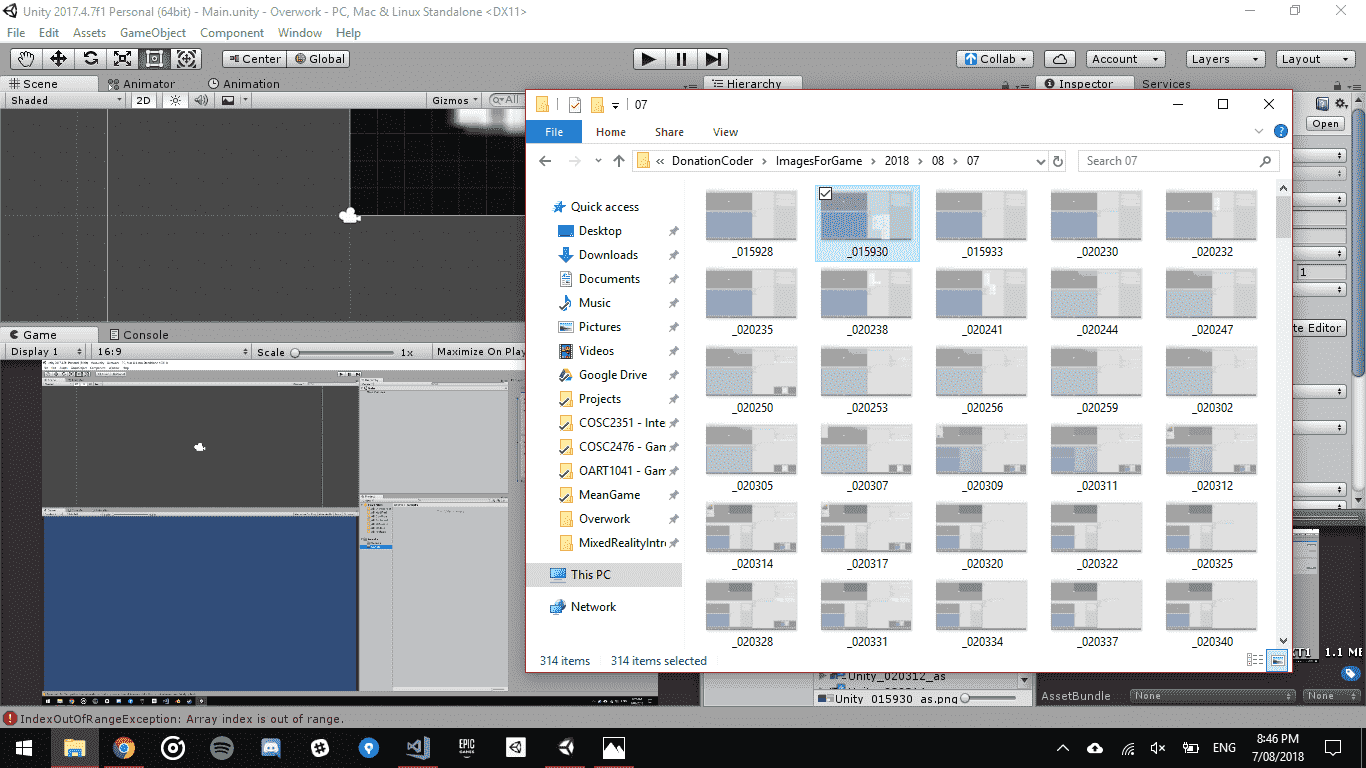 Unity 2017.4.7f1 Personal (64bit) - Main.unity - Overwork - PC, Mac & Linux Standalone <DX11>
File Edit Assets GameObject Component Window Help
Center Global
Collab Account Layers Layout
Scene Animator Animation
Hierarchy
Inspector Services
Shaded 2D Gizmos All
Open
07
File Home Share View
« DonationCoder > ImagesForGame > 2018 > 08 > 07
Search 07
Quick access
Desktop
Downloads
Documents
Music
Pictures
Videos
Google Drive
Projects
COSC2351 - Inte
COSC2476 - Gam
OART1041 - Gam
MeanGame
Overwork
MixedRealityIntr
This PC
Network
_015928 _015930 _015933 _020230 _020232
_020235 _020238 _020241 _020244 _020247
_020250 _020253 _020256 _020259 _020302
_020305 _020307 _020309 _020311 _020312
_020314 _020317 _020320 _020322 _020325
_020328 _020331 _020334 _020337 _020340
314 items 314 items selected
1
te Editor
Game Console
Display 1 16:9 Scale 1x Maximize On Play
XT1 1.1 ME
Unity_020312_as
Unity_015930_as.png
AssetBundle None None
IndexOutOfRangeException: Array index is out of range.
EPIC
GAMES
ENG
8:46 PM
7/08/2018